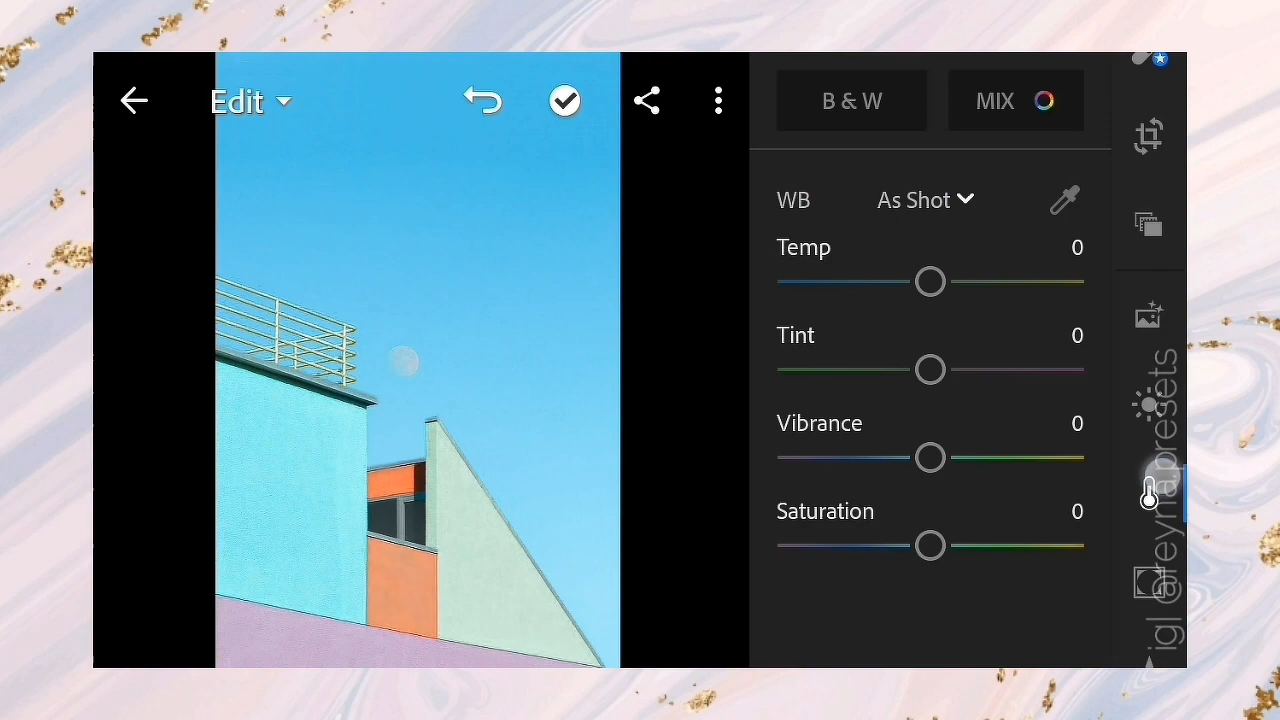 Edit
B & W
MIX
WB
As Shot
Temp
0
Tint
0
Vibrance
0
Saturation
0
ig| @reynapresets